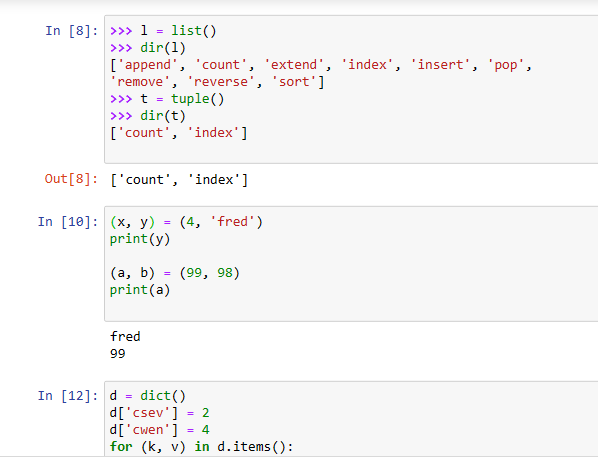 In [8]: >>> l = list()
>>> dir(l)
['append', 'count', 'extend', 'index', 'insert', 'pop',
'remove', 'reverse', 'sort']
>>> t = tuple()
>>> dir(t)
['count', 'index']
Out[8]: ['count', 'index']
In [10]: (x, y) = (4, 'fred')
print(y)
(a, b) = (99, 98)
print(a)
fred
99
In [12]: d = dict()
d['csev'] = 2
d['cwen'] = 4
for (k, v) in d.items():